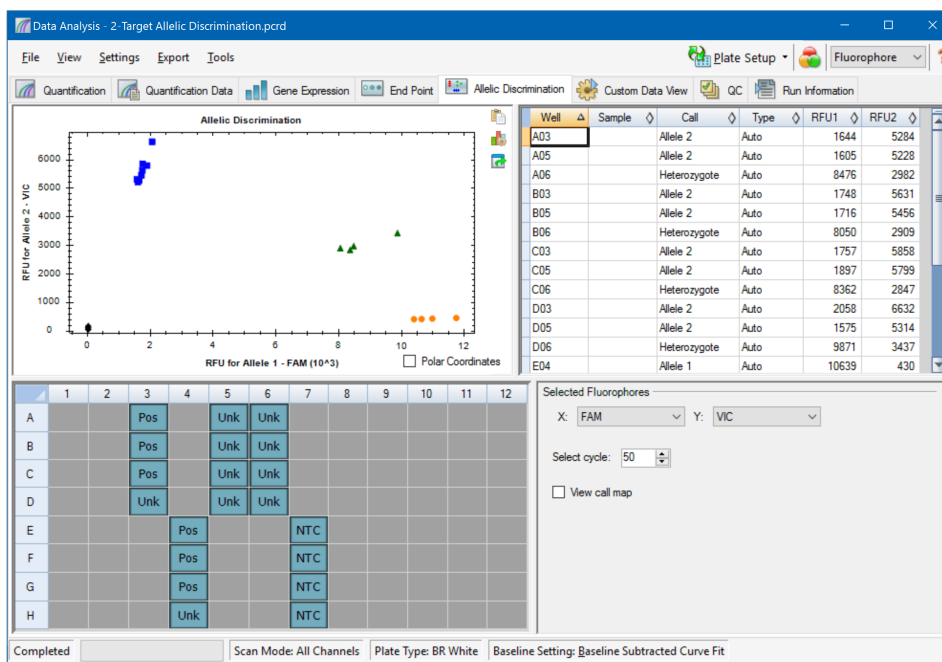 Data Analysis - 2-Target Allelic Discrimination.pcrd
File View Settings Export Tools Plate Setup Fluorophore
Quantification Quantification Data Gene Expression End Point Allelic Discrimination Custom Data View QC Run Information
Allelic Discrimination
RFU for Allele 2 - VIC
6000
5000
4000
3000
2000
1000
0
0 2 4 6 8 10 12
RFU for Allele 1 - FAM (10^3)
Polar Coordinates
Well Sample Call Type RFU1 RFU2
A03 Allele 2 Auto 1644 5284
A05 Allele 2 Auto 1605 5228
A06 Heterozygote Auto 8476 2982
B03 Allele 2 Auto 1748 5631
B05 Allele 2 Auto 1716 5456
B06 Heterozygote Auto 8050 2909
C03 Allele 2 Auto 1757 5858
C05 Allele 2 Auto 1897 5799
C06 Heterozygote Auto 8362 2847
D03 Allele 2 Auto 2058 6632
D05 Allele 2 Auto 1575 5314
D06 Heterozygote Auto 9871 3437
E04 Allele 1 Auto 10639 430
1 2 3 4 5 6 7 8 9 10 11 12
A Pos Unk Unk
B Pos Unk Unk
C Pos Unk Unk
D Unk Unk Unk
E Pos NTC
F Pos NTC
G Pos NTC
H Unk NTC
Selected Fluorophores
X: FAM Y: VIC
Select cycle: 50
View call map
Completed Scan Mode: All Channels Plate Type: BR White Baseline Setting: Baseline Subtracted Curve Fit